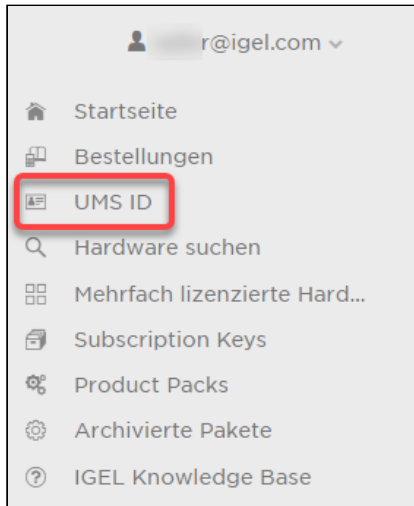 r@igel.com
Startseite
Bestellungen
UMS ID
Hardware suchen
Mehrfach lizenzierte Hard...
Subscription Keys
Product Packs
Archivierte Pakete
IGEL Knowledge Base